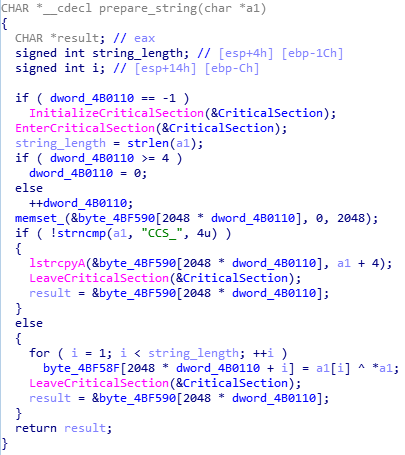 CHAR *__cdecl prepare_string(char *a1)
{
  CHAR *result; // eax
  signed int string_length; // [esp+4h] [ebp-1Ch]
  signed int i; // [esp+14h] [ebp-Ch]

  if ( dword_4B0110 == -1 )
    InitializeCriticalSection(&CriticalSection);
  EnterCriticalSection(&CriticalSection);
  string_length = strlen(a1);
  if ( dword_4B0110 >= 4 )
    dword_4B0110 = 0;
  else
    ++dword_4B0110;
  memset_(&byte_4BF590[2048 * dword_4B0110], 0, 2048);
  if ( !strncmp(a1, "CCS_", 4u) )
  {
    lstrcpyA(&byte_4BF590[2048 * dword_4B0110], a1 + 4);
    LeaveCriticalSection(&CriticalSection);
    result = &byte_4BF590[2048 * dword_4B0110];
  }
  else
  {
    for ( i = 1; i < string_length; ++i )
      byte_4BF58F[2048 * dword_4B0110 + i] = a1[i] ^ *a1;
    LeaveCriticalSection(&CriticalSection);
    result = &byte_4BF590[2048 * dword_4B0110];
  }
  return result;
}